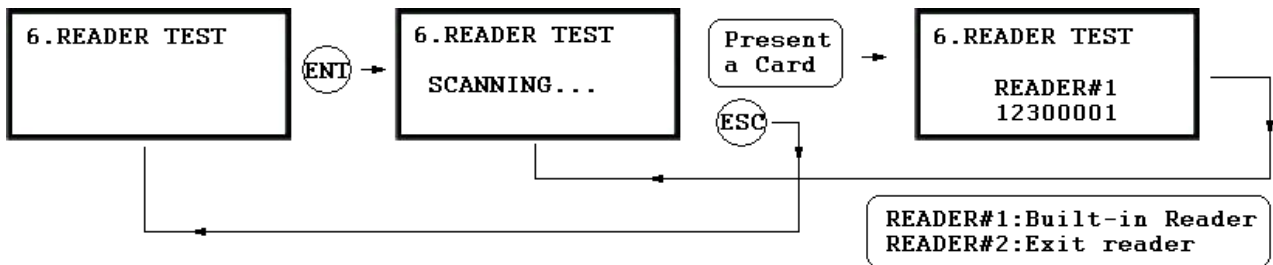 6.READER TEST
ENT
6.READER TEST
SCANNING...
Present
a Card
ESC
6.READER TEST
READER#1
12300001
READER#1:Built-in Reader
READER#2:Exit reader